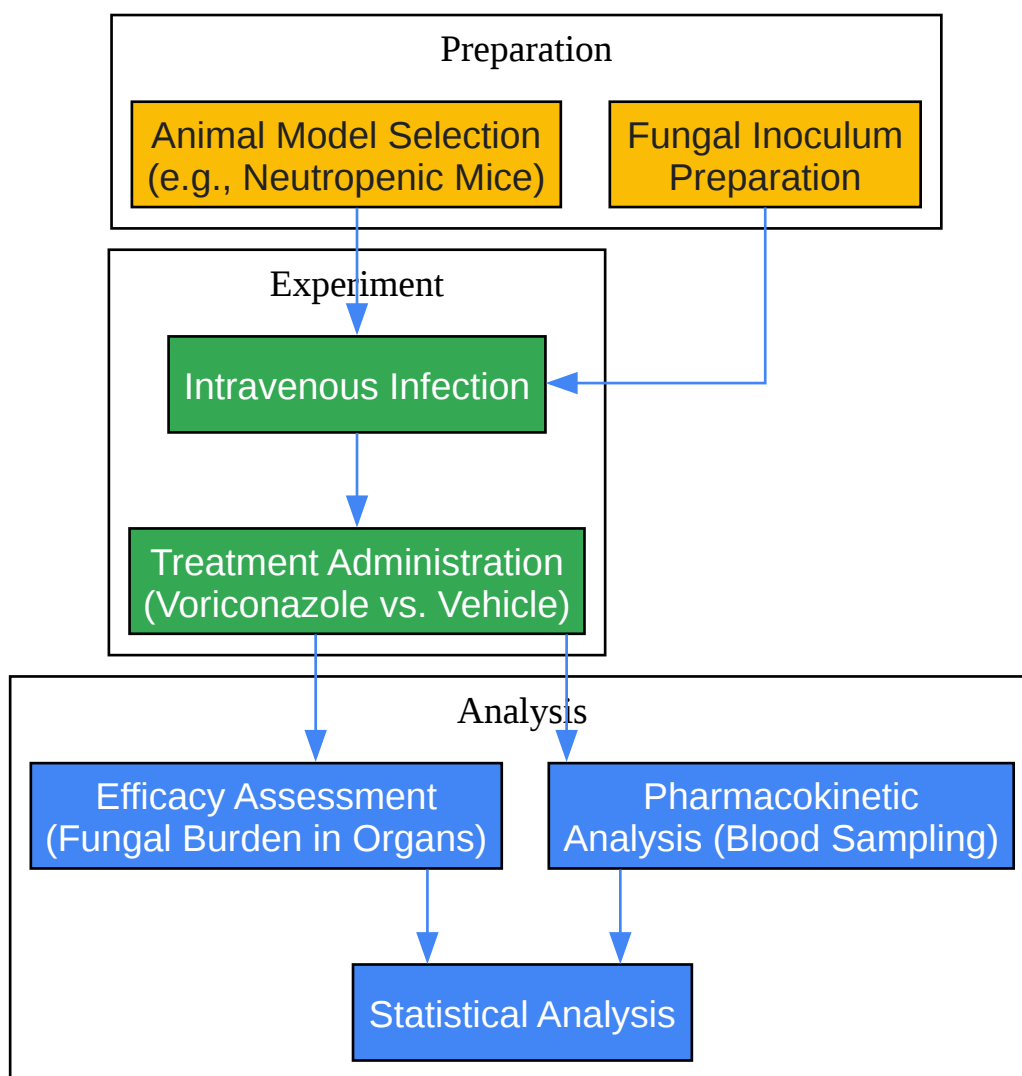 Preparation
Animal Model Selection
(e.g., Neutropenic Mice)
Fungal Inoculum
Preparation
Experiment
Intravenous Infection
Treatment Administration
(Voriconazole vs. Vehicle)
Analysis
Efficacy Assessment
(Fungal Burden in Organs)
Pharmacokinetic
Analysis (Blood Sampling)
Statistical Analysis